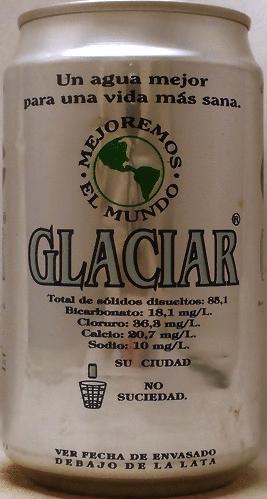 Un agua mejor
para una vida más sana.
· MEJOREMOS ·
EL MUNDO
GLACIAR®
Total de sólidos disueltos: 85,1
Bicarbonato: 18,1 mg/L.
Cloruro: 36,3 mg/L.
Calcio: 20,7 mg/L.
Sodio: 10 mg/L.
SU CIUDAD
NO
SUCIEDAD.
VER FECHA DE ENVASADO
DEBAJO DE LA LATA